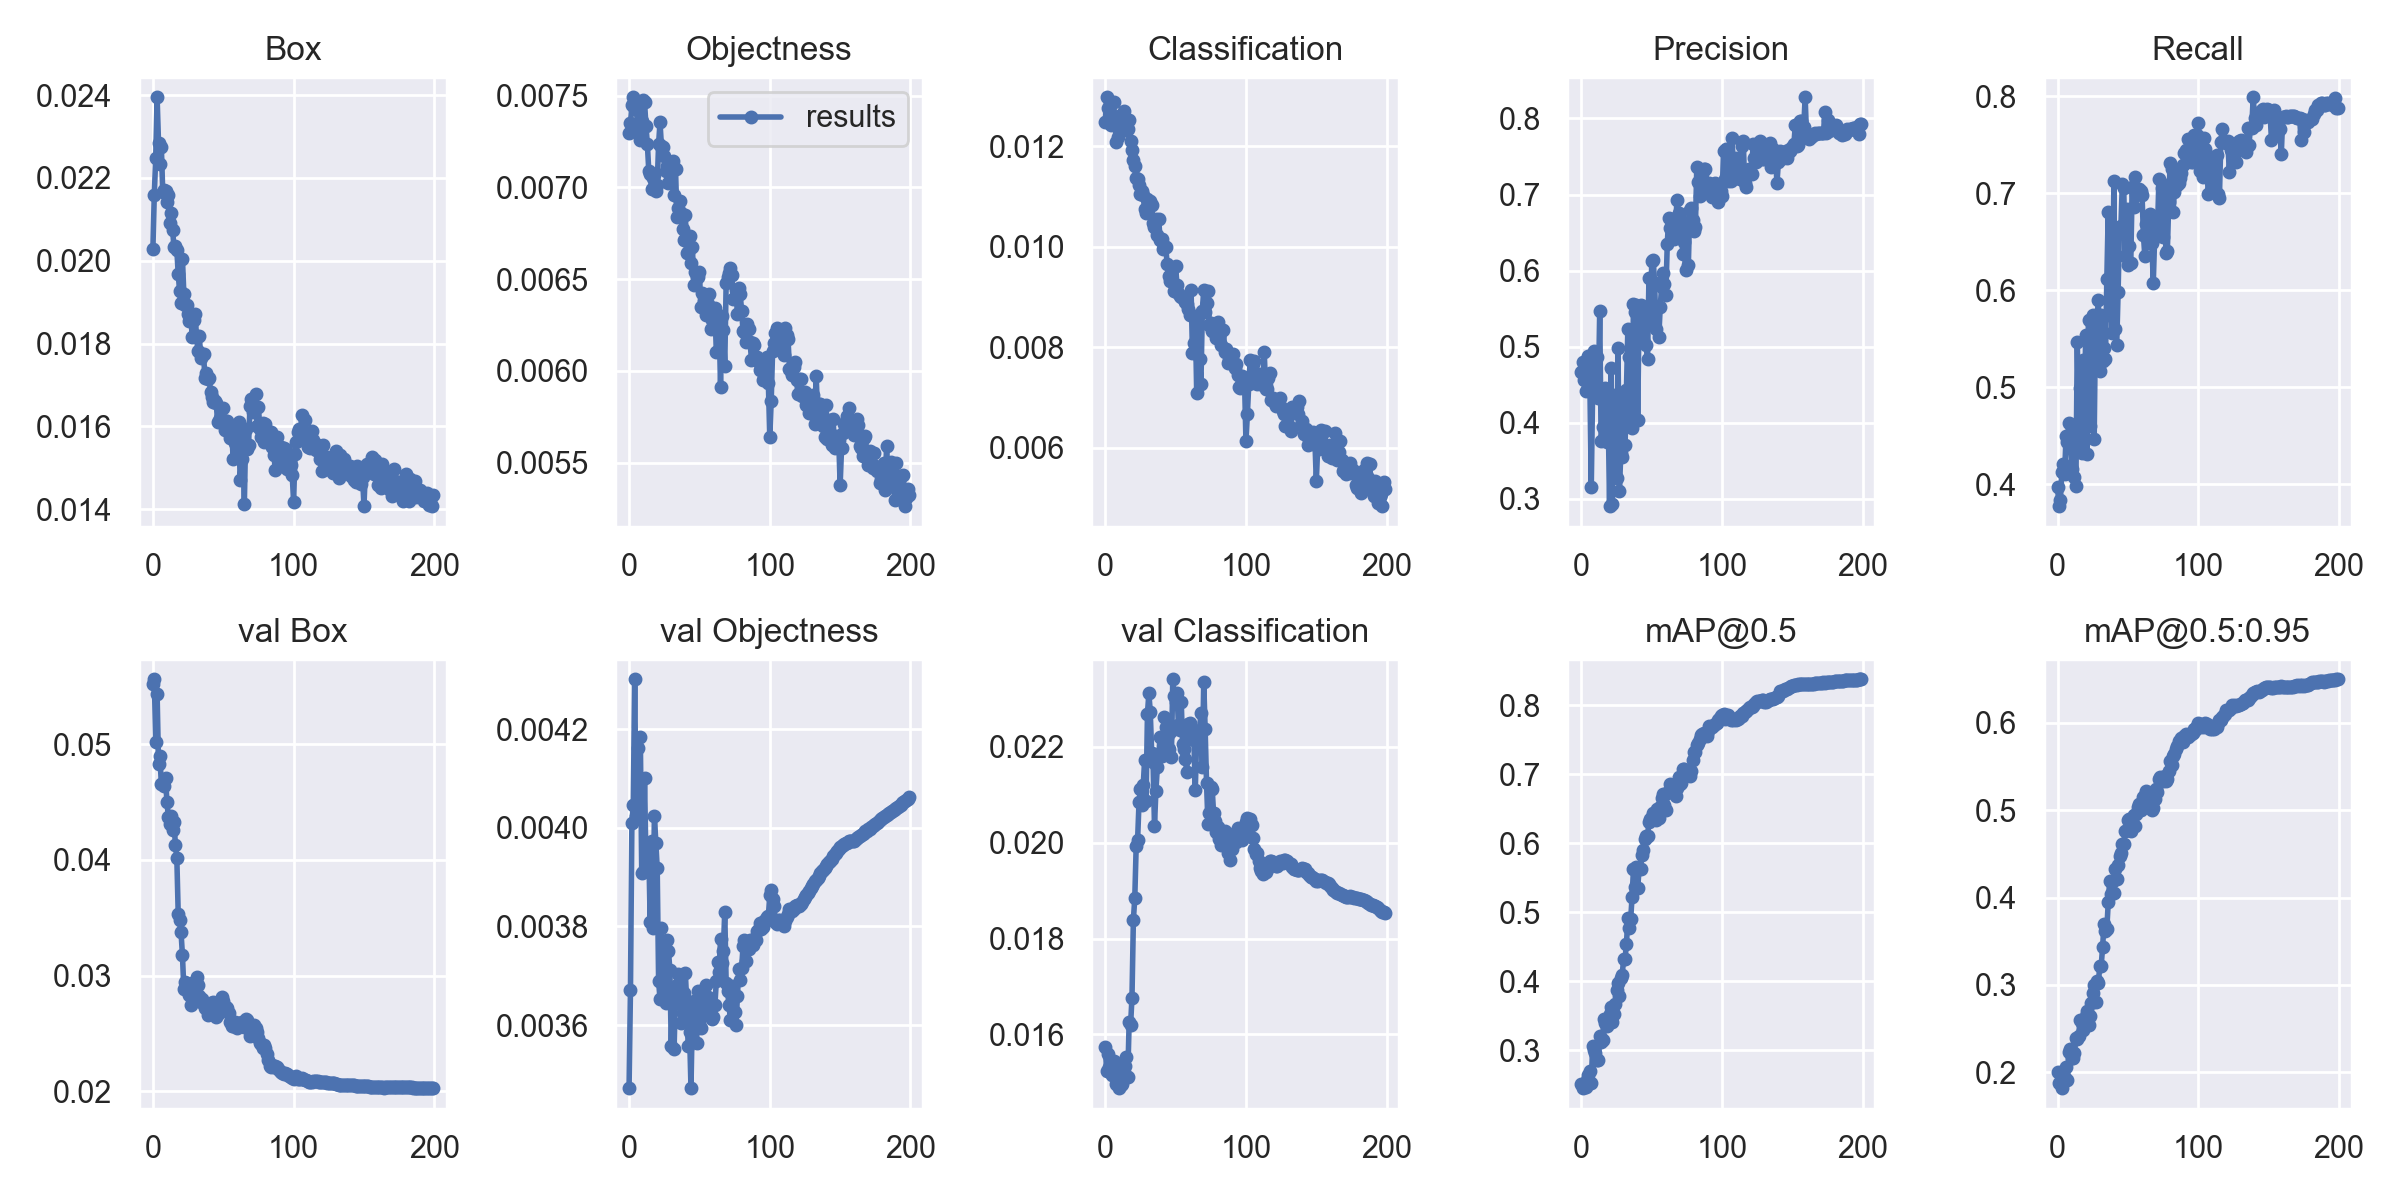 Box
0.024
0.022
0.020
0.018
0.016
0.014
0 100 200
Objectness
results
0.0075
0.0070
0.0065
0.0060
0.0055
0 100 200
Classification
0.012
0.010
0.008
0.006
0 100 200
Precision
0.8
0.7
0.6
0.5
0.4
0.3
0 100 200
Recall
0.8
0.7
0.6
0.5
0.4
0 100 200
val Box
0.05
0.04
0.03
0.02
0 100 200
val Objectness
0.0042
0.0040
0.0038
0.0036
0 100 200
val Classification
0.022
0.020
0.018
0.016
0 100 200
mAP@0.5
0.8
0.7
0.6
0.5
0.4
0.3
0 100 200
mAP@0.5:0.95
0.6
0.5
0.4
0.3
0.2
0 100 200